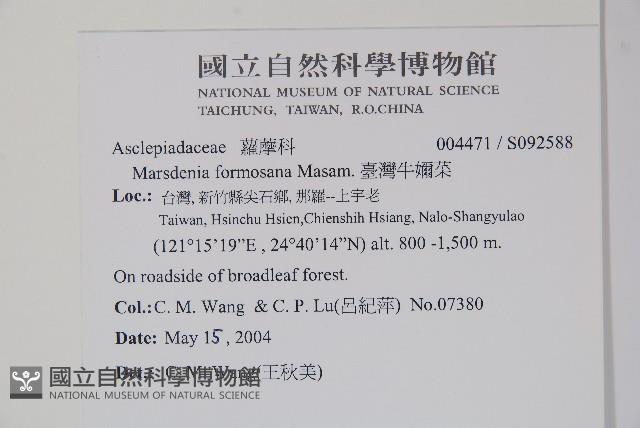 國立自然科學博物館
NATIONAL MUSEUM OF NATURAL SCIENCE
TAICHUNG, TAIWAN, R.O.CHINA
Asclepiadaceae 蘿藦科 004471 / S092588
Marsdenia formosana Masam. 臺灣牛嬭菜
Loc.: 台灣, 新竹縣尖石鄉, 那羅--上宇老
Taiwan, Hsinchu Hsien,Chienshih Hsiang, Nalo-Shangyulao
(121°15’19”E , 24°40’14”N) alt. 800 -1,500 m.
On roadside of broadleaf forest.
Col.: C. M. Wang & C. P. Lu(呂紀萍) No.07380
Date: May 15, 2004
Det.: C. M. Wang(王秋美)
國立自然科學博物館
NATIONAL MUSEUM OF NATURAL SCIENCE